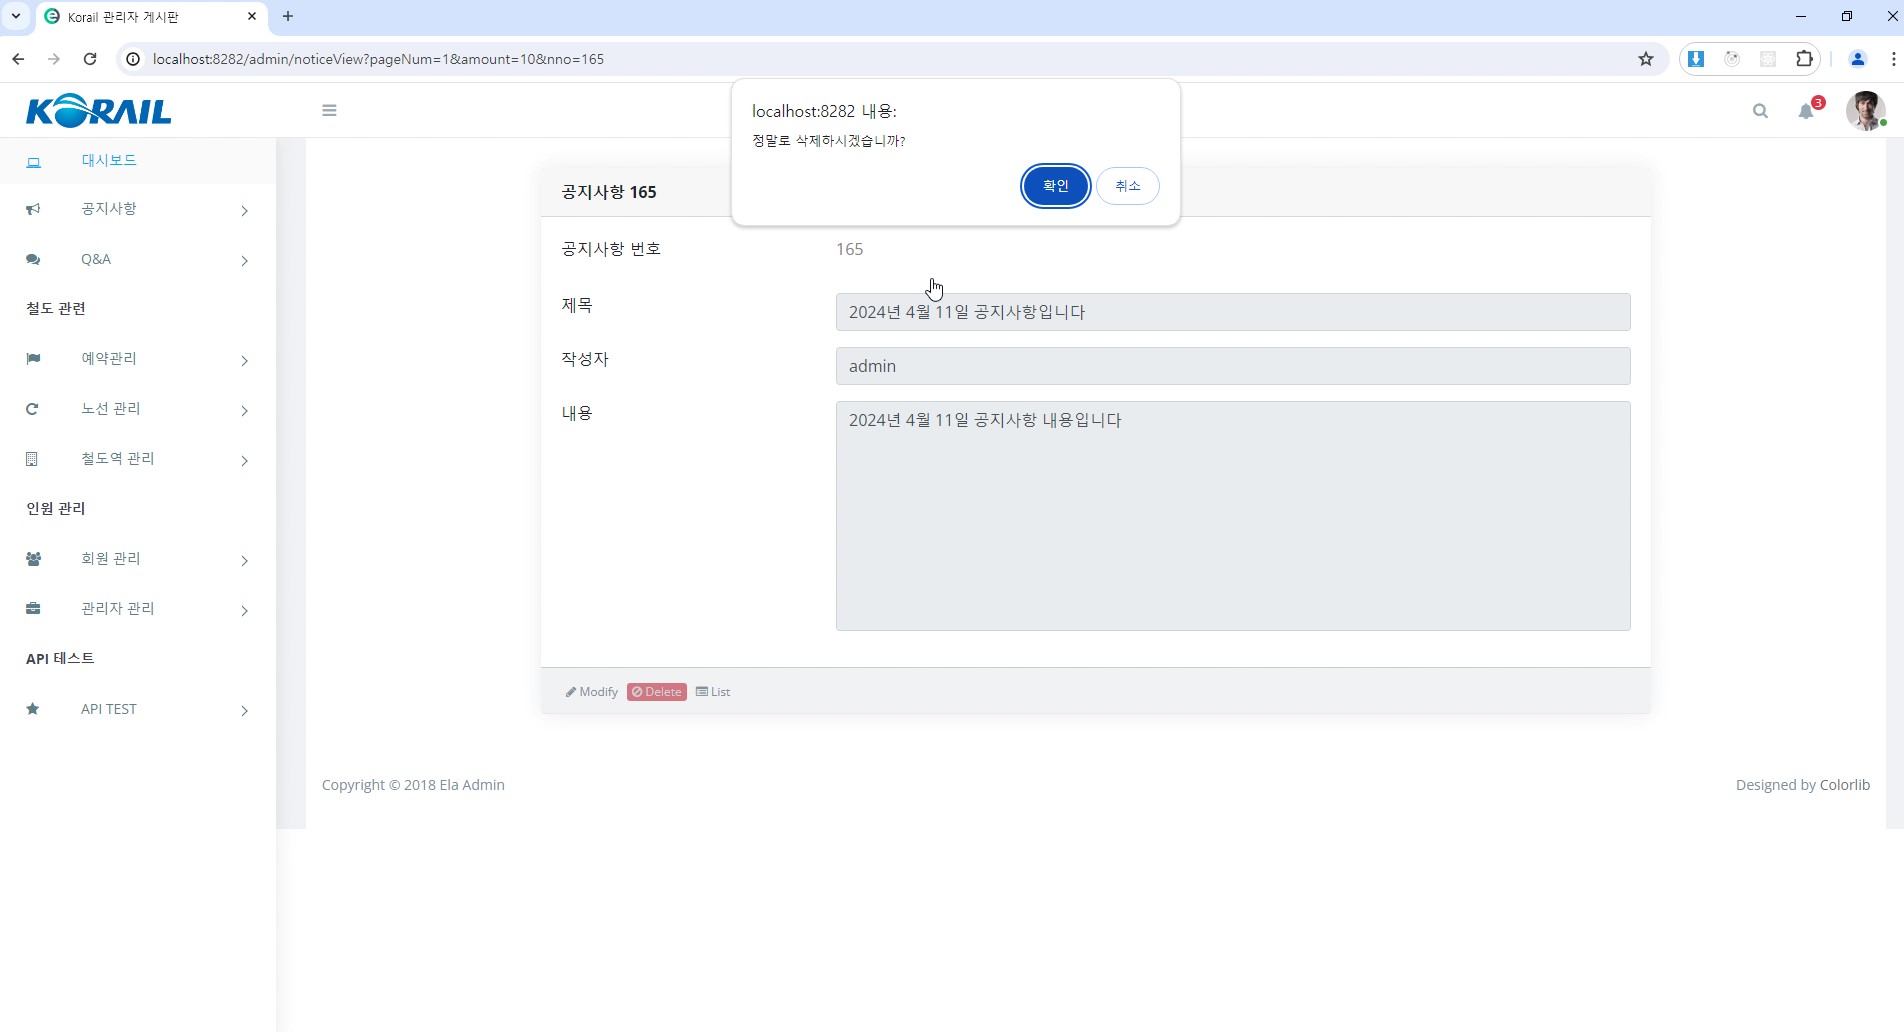 Korail 관리자 게시판
localhost:8282/admin/noticeView?pageNum=1&amount=10&nno=165
KORAIL
3
localhost:8282 내용:
정말로 삭제하시겠습니까?
확인 취소
대시보드
공지사항
Q&A
철도 관련
예약관리
노선 관리
철도역 관리
인원 관리
회원 관리
관리자 관리
API 테스트
API TEST
공지사항 165
공지사항 번호 165
제목 2024년 4월 11일 공지사항입니다
작성자 admin
내용 2024년 4월 11일 공지사항 내용입니다
Modify Delete List
Copyright © 2018 Ela Admin
Designed by Colorlib